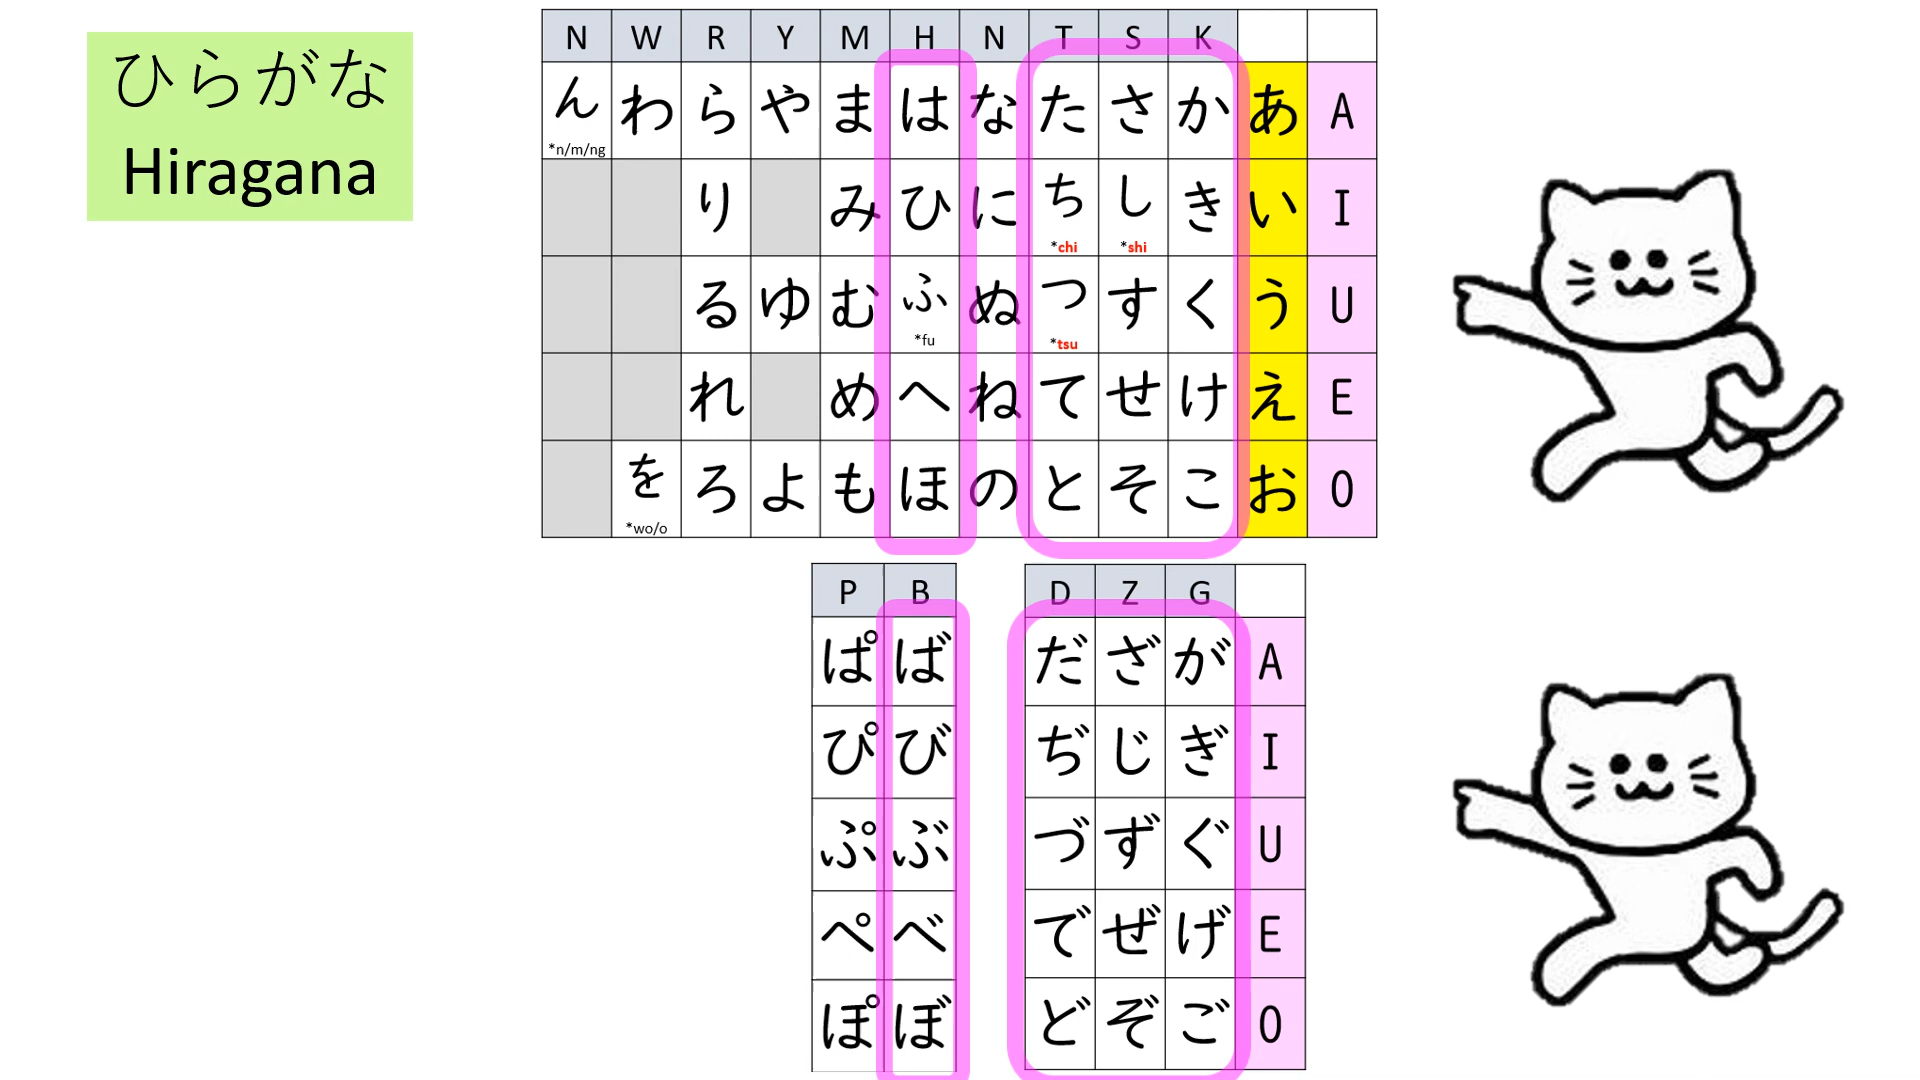 ひらがな
Hiragana
N W R Y M H N T S K
ん わ ら や ま は な た さ か あ A
*n/m/ng
り み ひ に ち し き い I
*chi *shi
る ゆ む ふ ぬ つ す く う U
*fu *tsu
れ め へ ね て せ け え E
を ろ よ も ほ の と そ こ お O
*wo/o
P B
ぱ ば
ぴ び
ぷ ぶ
ぺ べ
ぽ ぼ
D Z G
だ ざ が A
ぢ じ ぎ I
づ ず ぐ U
で ぜ げ E
ど ぞ ご O